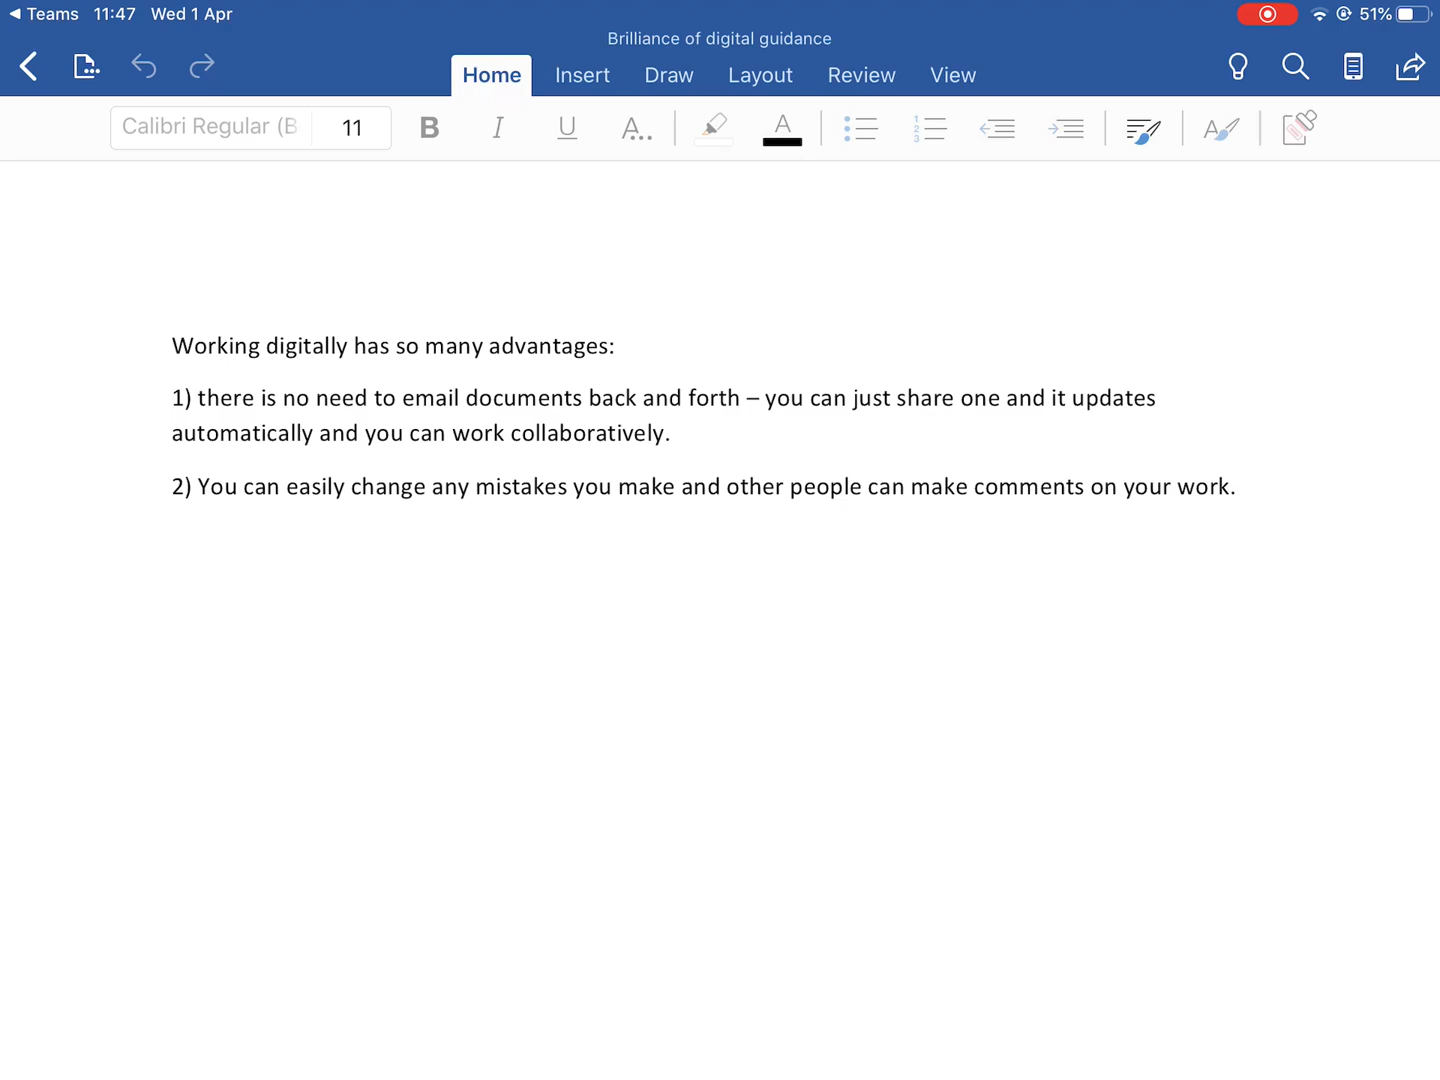 Teams 11:47 Wed 1 Apr 51%
Brilliance of digital guidance
Home Insert Draw Layout Review View
Calibri Regular (B 11 B I U A.. A 1 2 3 A
Working digitally has so many advantages:
1) there is no need to email documents back and forth – you can just share one and it updates
automatically and you can work collaboratively.
2) You can easily change any mistakes you make and other people can make comments on your work.